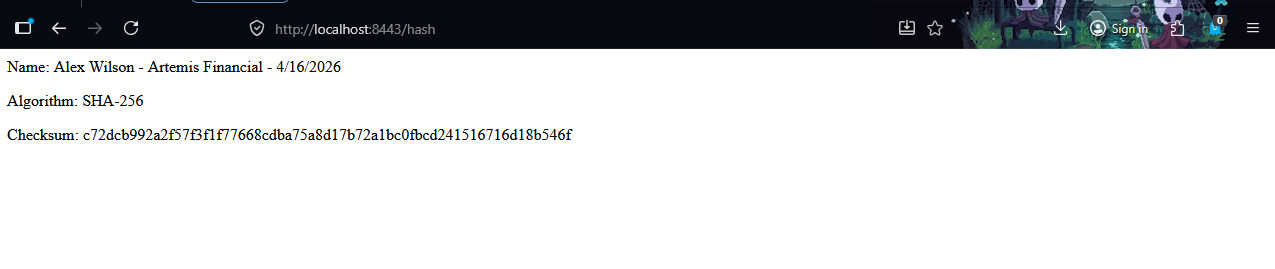 http://localhost:8443/hash
Sign in
0
Name: Alex Wilson - Artemis Financial - 4/16/2026
Algorithm: SHA-256
Checksum: c72dcb992a2f57f3f1f77668cdba75a8d17b72a1bc0fbcd241516716d18b546f